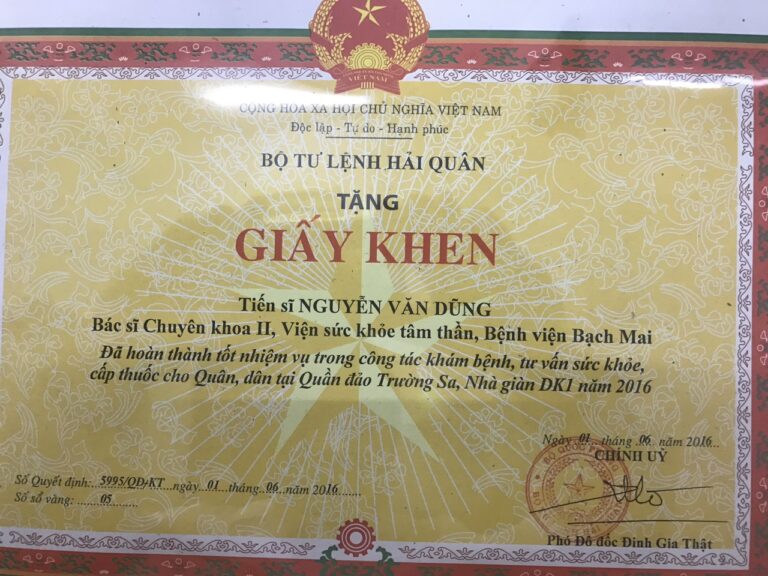 VIỆT NAM
CỘNG HÒA XÃ HỘI CHỦ NGHĨA VIỆT NAM
Độc lập - Tự do - Hạnh phúc
BỘ TƯ LỆNH HẢI QUÂN
TẶNG
GIẤY KHEN
Tiến sĩ NGUYỄN VĂN DŨNG
Bác sĩ Chuyên khoa II, Viện sức khỏe tâm thần, Bệnh viện Bạch Mai
Đã hoàn thành tốt nhiệm vụ trong công tác khám bệnh, tư vấn sức khỏe,
cấp thuốc cho Quân, dân tại Quần đảo Trường Sa, Nhà giàn DK1 năm 2016
Ngày 01 tháng 06 năm 2016
CHÍNH UỶ
BỘ QUỐC
Số Quyết định: 5995/QĐ-KT ngày 01 tháng 06 năm 2016
Số sổ vàng: 05
Phó Đô đốc Đinh Gia Thật